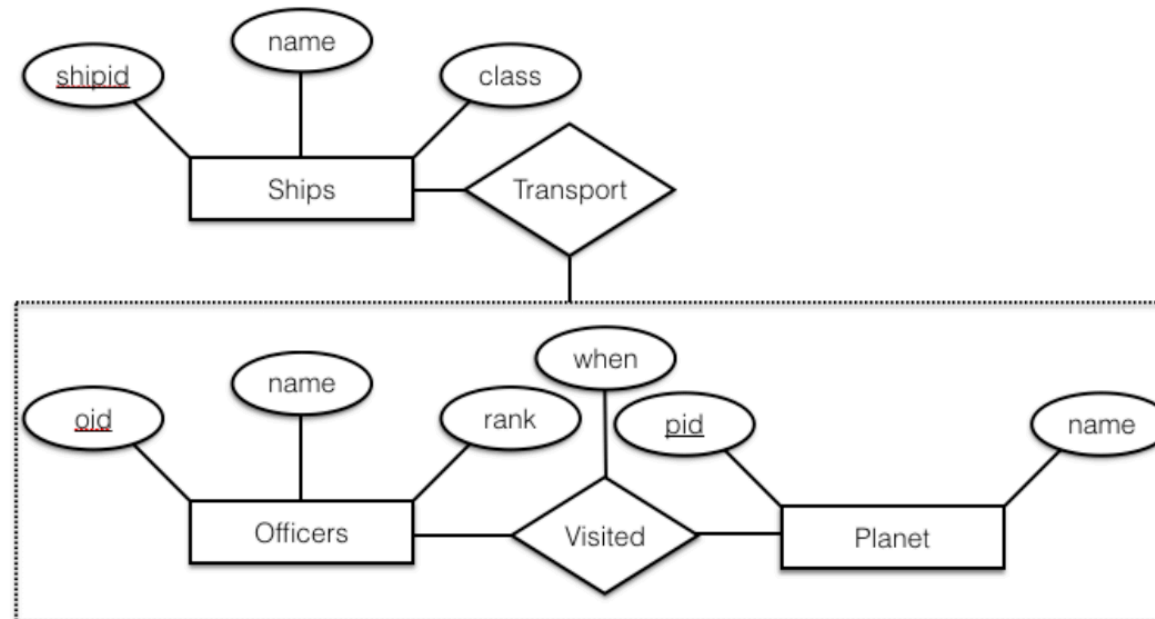 name
shipid
class
Ships
Transport
when
name
oid
rank
pid
name
Officers
Visited
Planet